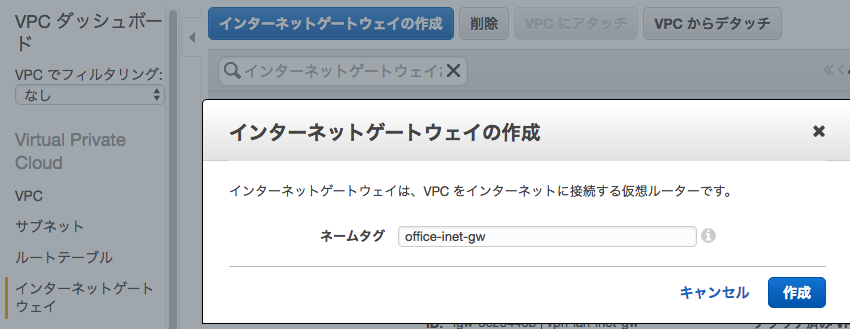 VPC ダッシュボー
ド
VPC でフィルタリング:
なし
Virtual Private
Cloud
VPC
サブネット
ルートテーブル
インターネットゲート
ウェイ
インターネットゲートウェイの作成 削除 VPC にアタッチ VPC からデタッチ
インターネットゲートウェイ
インターネットゲートウェイの作成
インターネットゲートウェイは、VPC をインターネットに接続する仮想ルーターです。
ネームタグ office-inet-gw
キャンセル 作成